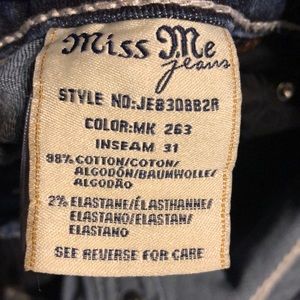 Miss Me
jeans
STYLE NO:JE8308B2R
COLOR:MK 263
INSEAM 31
98% COTTON/COTON/
ALGODÓN/BAUMWOLLE/
ALGODÃO
2% ELASTANE/ÉLASTHANNE/
ELASTANO/ELASTAN/
ELASTANO
SEE REVERSE FOR CARE